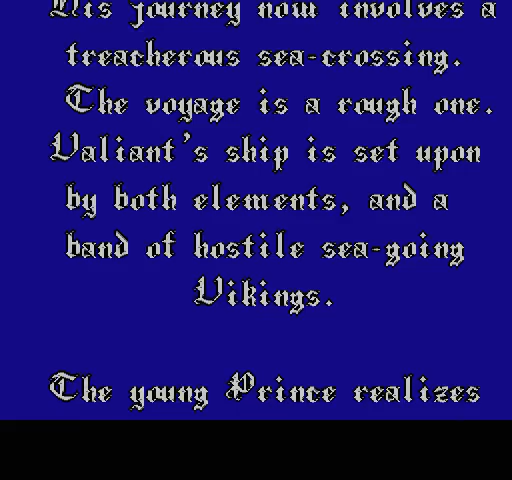 His journey now involves a
treacherous sea-crossing.
The voyage is a rough one.
Valiant's ship is set upon
by both elements, and a
band of hostile sea-going
Vikings.
The young Prince realizes